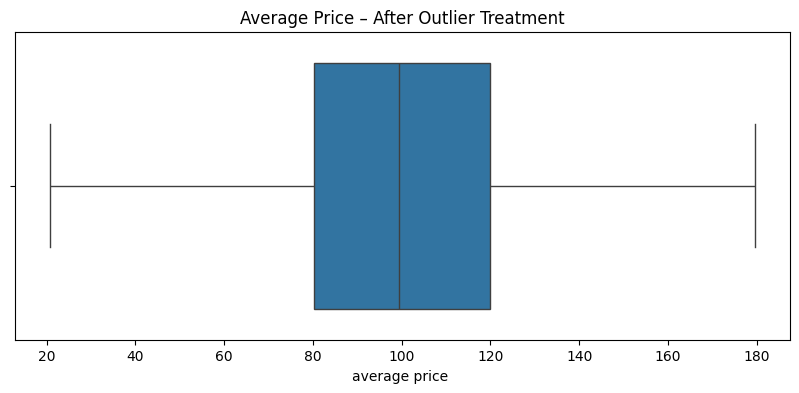 Average Price – After Outlier Treatment
20 40 60 80 100 120 140 160 180
average price